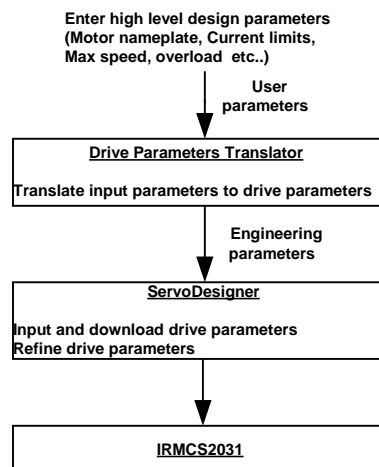 Enter high level design parameters
(Motor nameplate, Current limits,
Max speed, overload  etc..)
User
parameters
Drive Parameters Translator
Translate input parameters to drive parameters
Engineering
parameters
ServoDesigner
Input and download drive parameters
Refine drive parameters
IRMCS2031